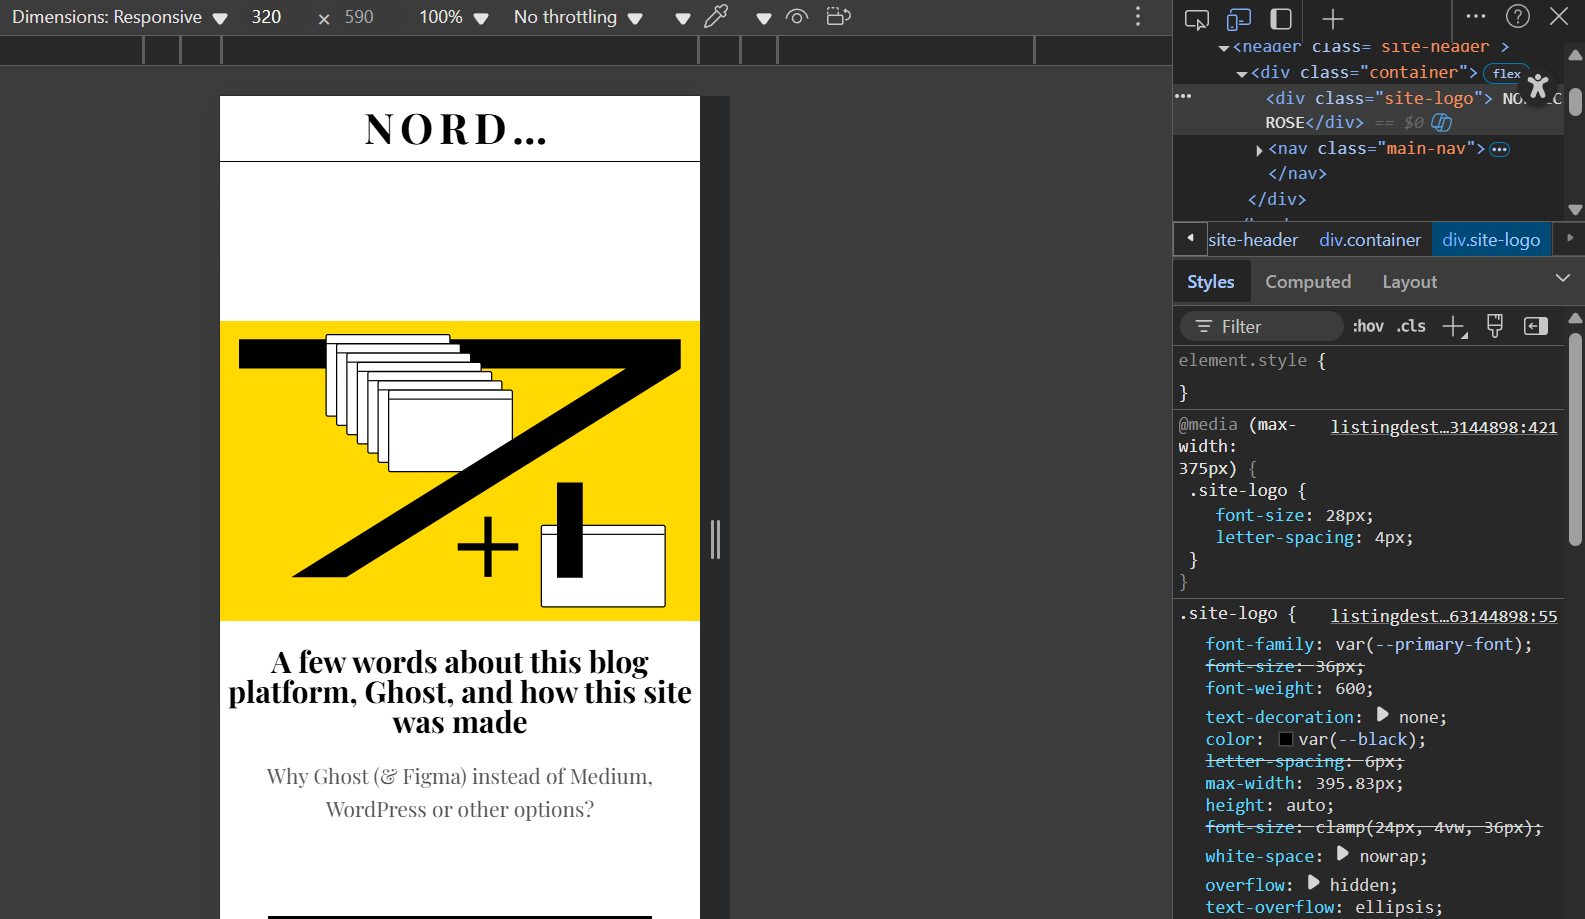 Dimensions: Responsive 320 × 590 100% No throttling
<header class="site-header">
<div class="container"> flex
<div class="site-logo">
ROSE</div> == $0
<nav class="main-nav">
</nav>
</div>
site-header div.container div.site-logo
Styles Computed Layout
Filter :hov .cls
element.style {
}
@media (max- listingdest…3144898:421
width:
375px) {
.site-logo {
font-size: 28px;
letter-spacing: 4px;
}
}
.site-logo { listingdest…63144898:55
font-family: var(--primary-font);
font-size: 36px;
font-weight: 600;
text-decoration: none;
color: var(--black);
letter-spacing: 6px;
max-width: 395.83px;
height: auto;
font-size: clamp(24px, 4vw, 36px);
white-space: nowrap;
overflow: hidden;
text-overflow: ellipsis;
NORD…
A few words about this blog
platform, Ghost, and how this site
was made
Why Ghost (& Figma) instead of Medium,
WordPress or other options?